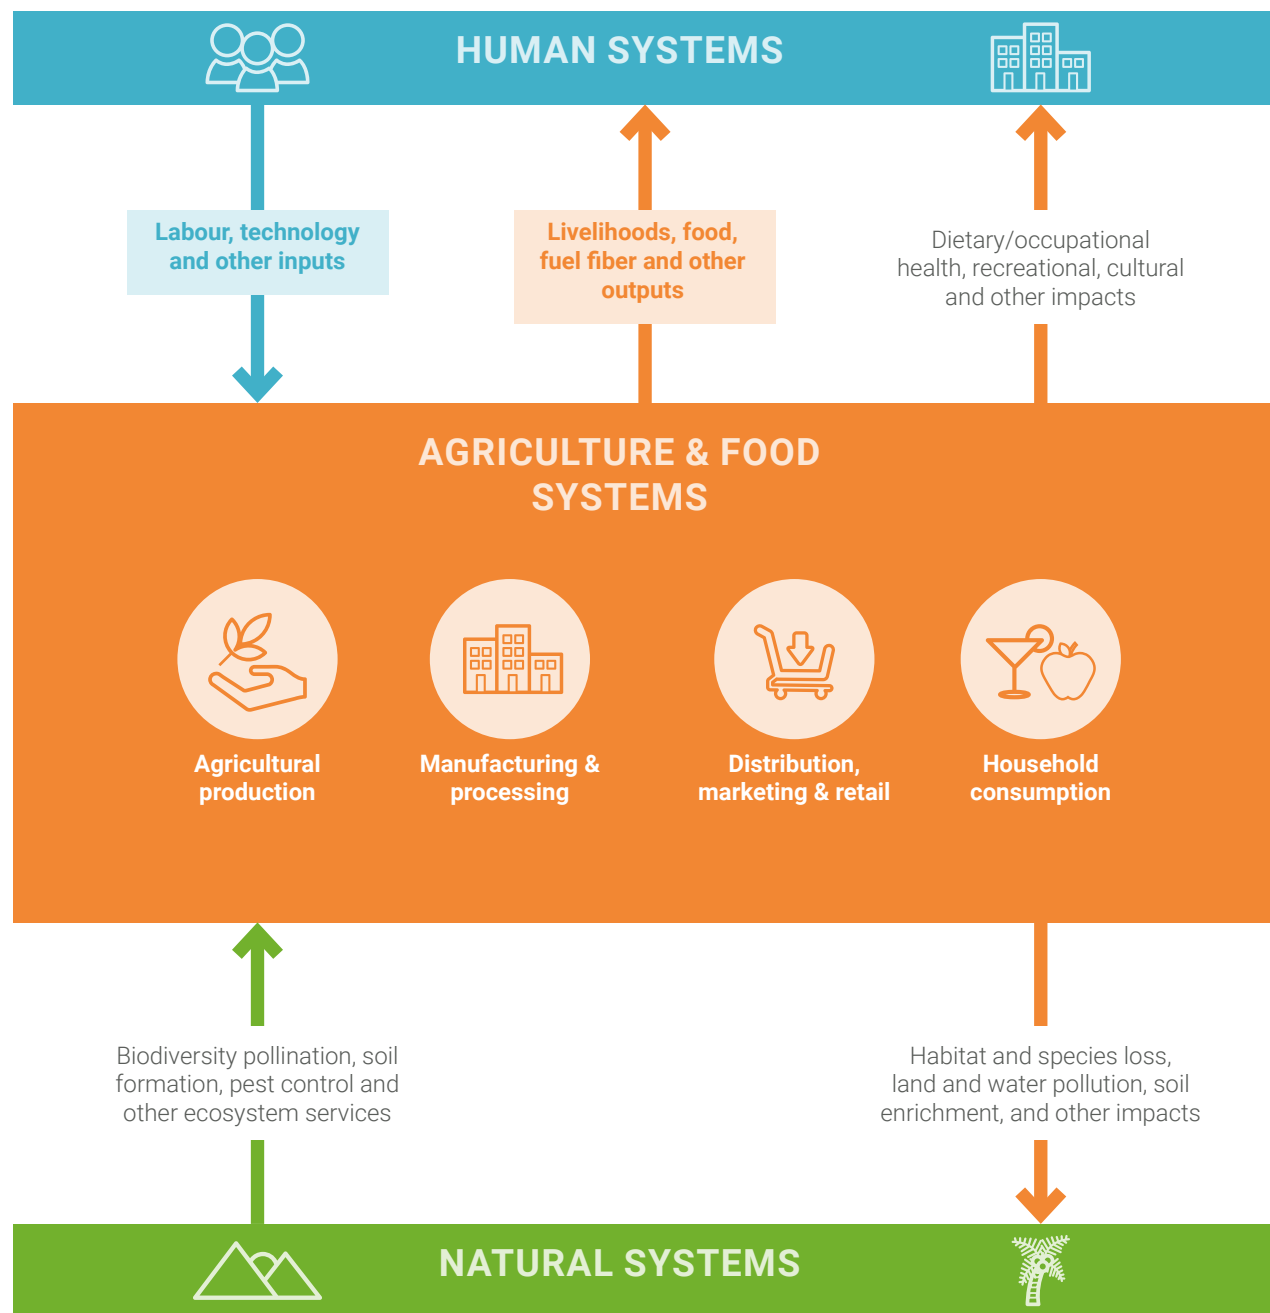 HUMAN SYSTEMS
Labour, technology
and other inputs
Livelihoods, food,
fuel fiber and other
outputs
Dietary/occupational
health, recreational, cultural
and other impacts
AGRICULTURE & FOOD
SYSTEMS
Agricultural
production
Manufacturing &
processing
Distribution,
marketing & retail
Household
consumption
Biodiversity pollination, soil
formation, pest control and
other ecosystem services
Habitat and species loss,
land and water pollution, soil
enrichment, and other impacts
NATURAL SYSTEMS